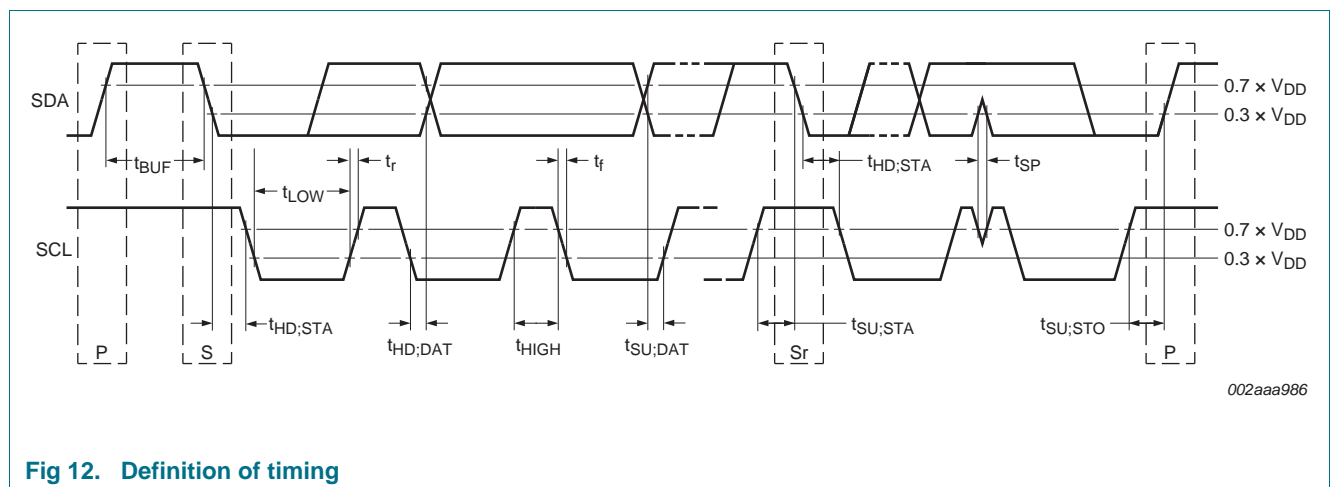 SDA
0.7 × VDD
0.3 × VDD
tBUF
tLOW
tr
tf
tHD;STA
tSP
SCL
0.7 × VDD
0.3 × VDD
tHD;STA
tHD;DAT
tHIGH
tSU;DAT
tSU;STA
tSU;STO
P
S
Sr
P
002aaa986
Fig 12. Definition of timing